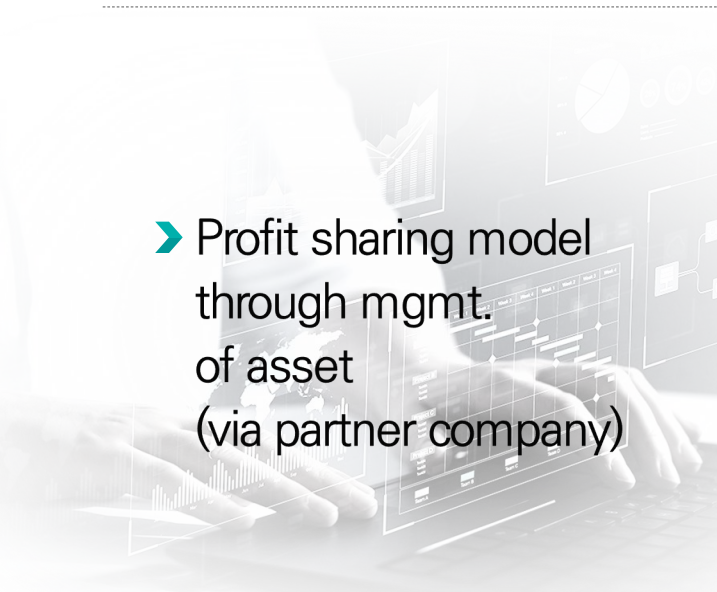 Profit sharing model
through mgmt.
of asset
(via partner company)